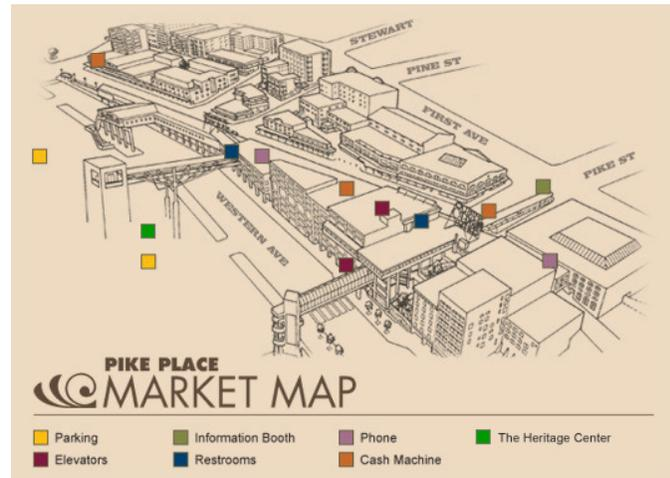 STEWART
PINE ST
FIRST AVE
PIKE ST
WESTERN AVE
PIKE PLACE
MARKET MAP
Parking
Information Booth
Phone
The Heritage Center
Elevators
Restrooms
Cash Machine